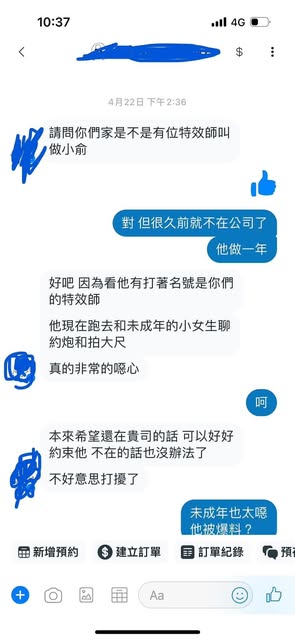 10:37
4G
$
4月22日 下午2:36
請問你們家是不是有位特效師叫
做小俞
對 但很久前就不在公司了
他做一年
好吧 因為看他有打著名號是你們
的特效師
他現在跑去和未成年的小女生聊
約炮和拍大尺
真的非常的噁心
呵
本來希望還在貴司的話 可以好好
約束他 不在的話也沒辦法了
不好意思打擾了
未成年也太噁
他被爆料？
新增預約
$ 建立訂單
訂單紀錄
預
Aa